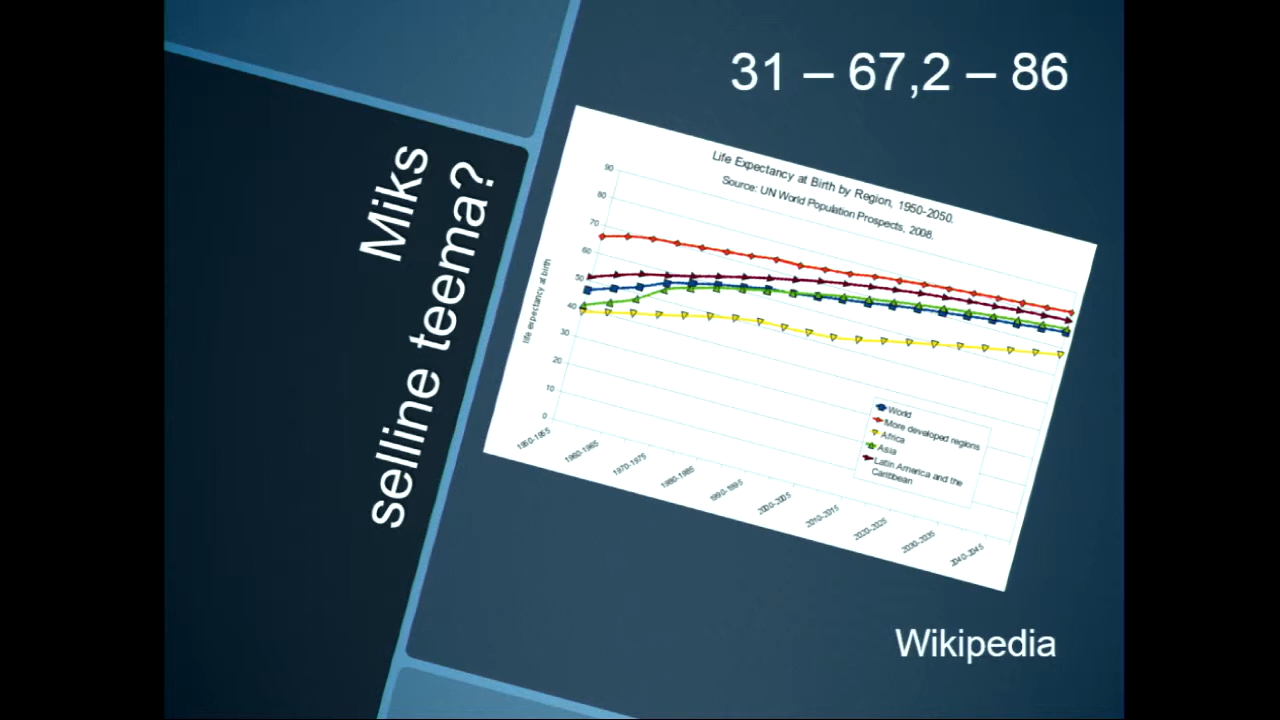 31 – 67,2 – 86
Miks
selline teema?
Life Expectancy at Birth by Region, 1950-2050.
Source: UN World Population Prospects, 2008.
life expectancy at birth
90
80
70
60
50
40
30
20
10
0
1950-1955
1960-1965
1970-1975
1980-1985
1990-1995
2000-2005
2010-2015
2020-2025
2030-2035
2040-2045
World
More developed regions
Africa
Asia
Latin America and the
Caribbean
Wikipedia